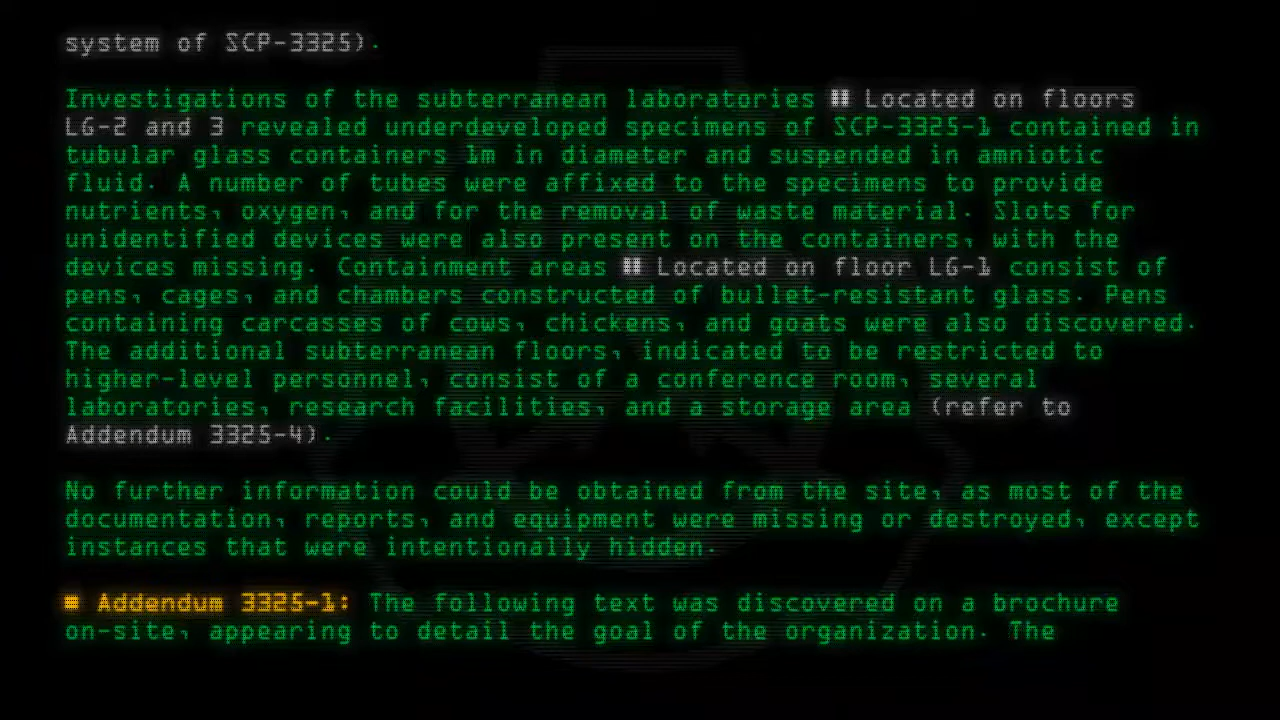 system of SCP-3325).
Investigations of the subterranean laboratories Located on floors
LG-2 and 3 revealed underdeveloped specimens of SCP-3325-1 contained in
tubular glass containers 1m in diameter and suspended in amniotic
fluid. A number of tubes were affixed to the specimens to provide
nutrients, oxygen, and for the removal of waste material. Slots for
unidentified devices were also present on the containers, with the
devices missing. Containment areas Located on floor LG-1 consist of
pens, cages, and chambers constructed of bullet-resistant glass. Pens
containing carcasses of cows, chickens, and goats were also discovered.
The additional subterranean floors, indicated to be restricted to
higher-level personnel, consist of a conference room, several
laboratories, research facilities, and a storage area (refer to
Addendum 3325-4).
No further information could be obtained from the site, as most of the
documentation, reports, and equipment were missing or destroyed, except
instances that were intentionally hidden.
Addendum 3325-1: The following text was discovered on a brochure
on-site, appearing to detail the goal of the organization. The